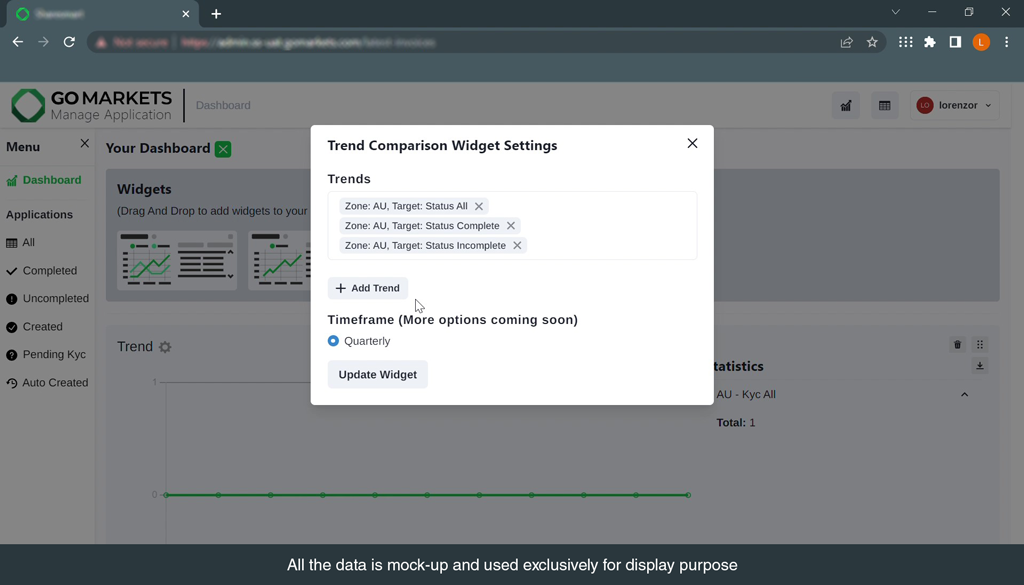 Not secure
GO MARKETS
Manage Application
Dashboard
LO
lorenzor
L
Menu
Dashboard
Applications
All
Completed
Uncompleted
Created
Pending Kyc
Auto Created
Your Dashboard
Widgets
(Drag And Drop to add widgets to your
Trend
1
0
Trend Comparison Widget Settings
Trends
Zone: AU, Target: Status All
Zone: AU, Target: Status Complete
Zone: AU, Target: Status Incomplete
Add Trend
Timeframe (More options coming soon)
Quarterly
Update Widget
tatistics
AU - Kyc All
Total: 1
All the data is mock-up and used exclusively for display purpose